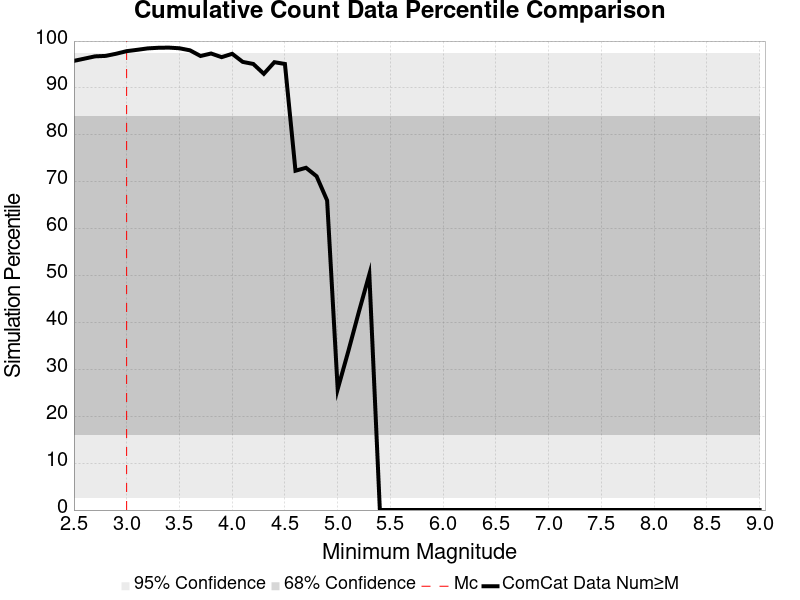 Cumulative Count Data Percentile Comparison
Simulation Percentile
100
90
80
70
60
50
40
30
20
10
0
2.5 3.0 3.5 4.0 4.5 5.0 5.5 6.0 6.5 7.0 7.5 8.0 8.5 9.0
Minimum Magnitude
95% Confidence 68% Confidence Mc ComCat Data Num≥M